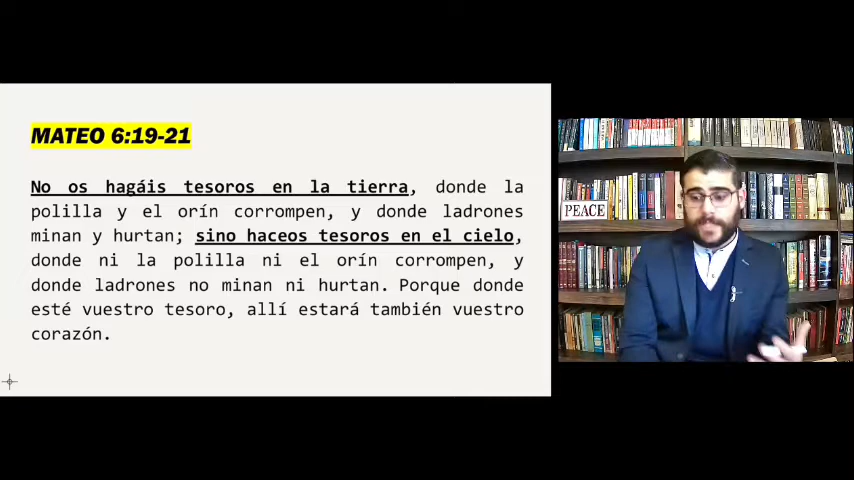 MATEO 6:19-21
No os hagáis tesoros en la tierra, donde la
polilla y el orín corrompen, y donde ladrones
minan y hurtan; sino haceos tesoros en el cielo,
donde ni la polilla ni el orín corrompen, y
donde ladrones no minan ni hurtan. Porque donde
esté vuestro tesoro, allí estará también vuestro
corazón.
PEACE